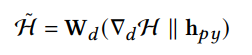 H̃ = W_d(∇_d H ∥ h_py)